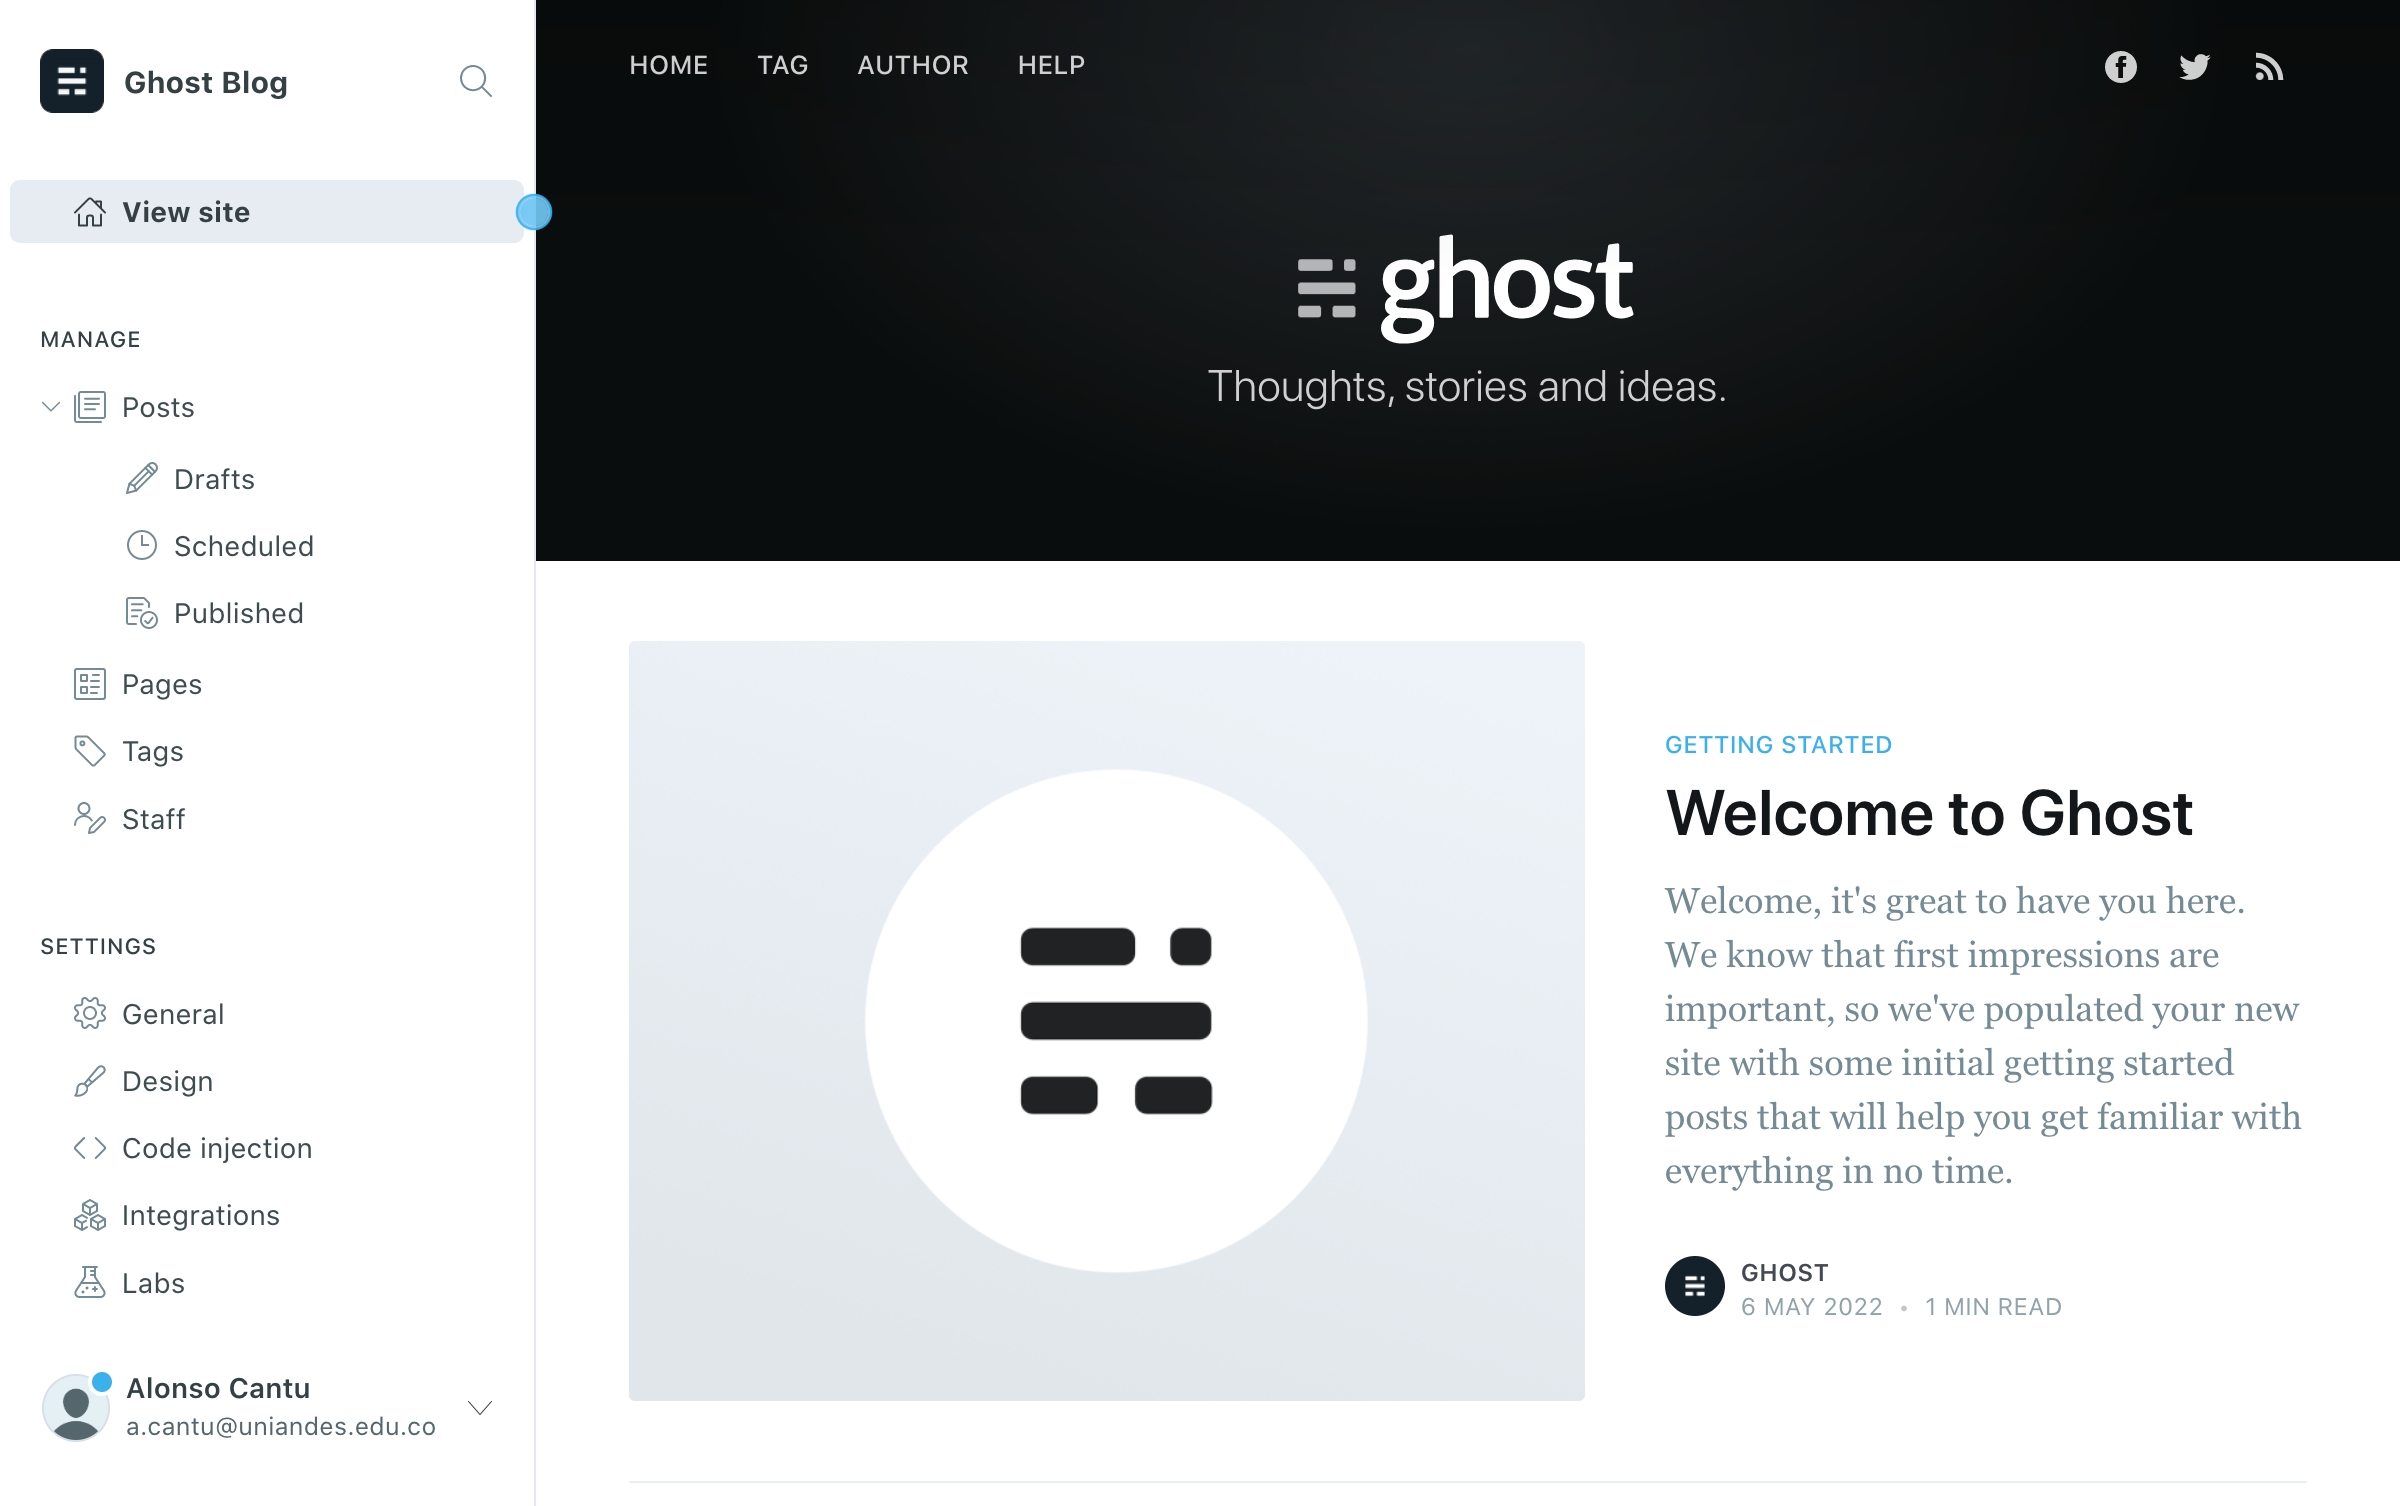 Ghost Blog
View site
MANAGE
Posts
Drafts
Scheduled
Published
Pages
Tags
Staff
SETTINGS
General
Design
Code injection
Integrations
Labs
Alonso Cantu
a.cantu@uniandes.edu.co
HOME TAG AUTHOR HELP
ghost
Thoughts, stories and ideas.
GETTING STARTED
Welcome to Ghost
Welcome, it's great to have you here.
We know that first impressions are
important, so we've populated your new
site with some initial getting started
posts that will help you get familiar with
everything in no time.
GHOST
6 MAY 2022 • 1 MIN READ